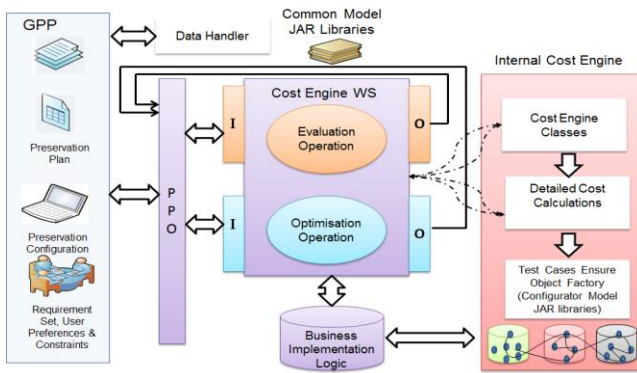 GPP
Preservation
Plan
Preservation
Configuration
Requirement
Set, User
Preferences &
Constraints
Data Handler
Common Model
JAR Libraries
P
P
O
Cost Engine WS
I
Evaluation
Operation
O
I
Optimisation
Operation
O
Business
Implementation
Logic
Internal Cost Engine
Cost Engine
Classes
Detailed Cost
Calculations
Test Cases Ensure
Object Factory
(Configurator Model
JAR libraries)